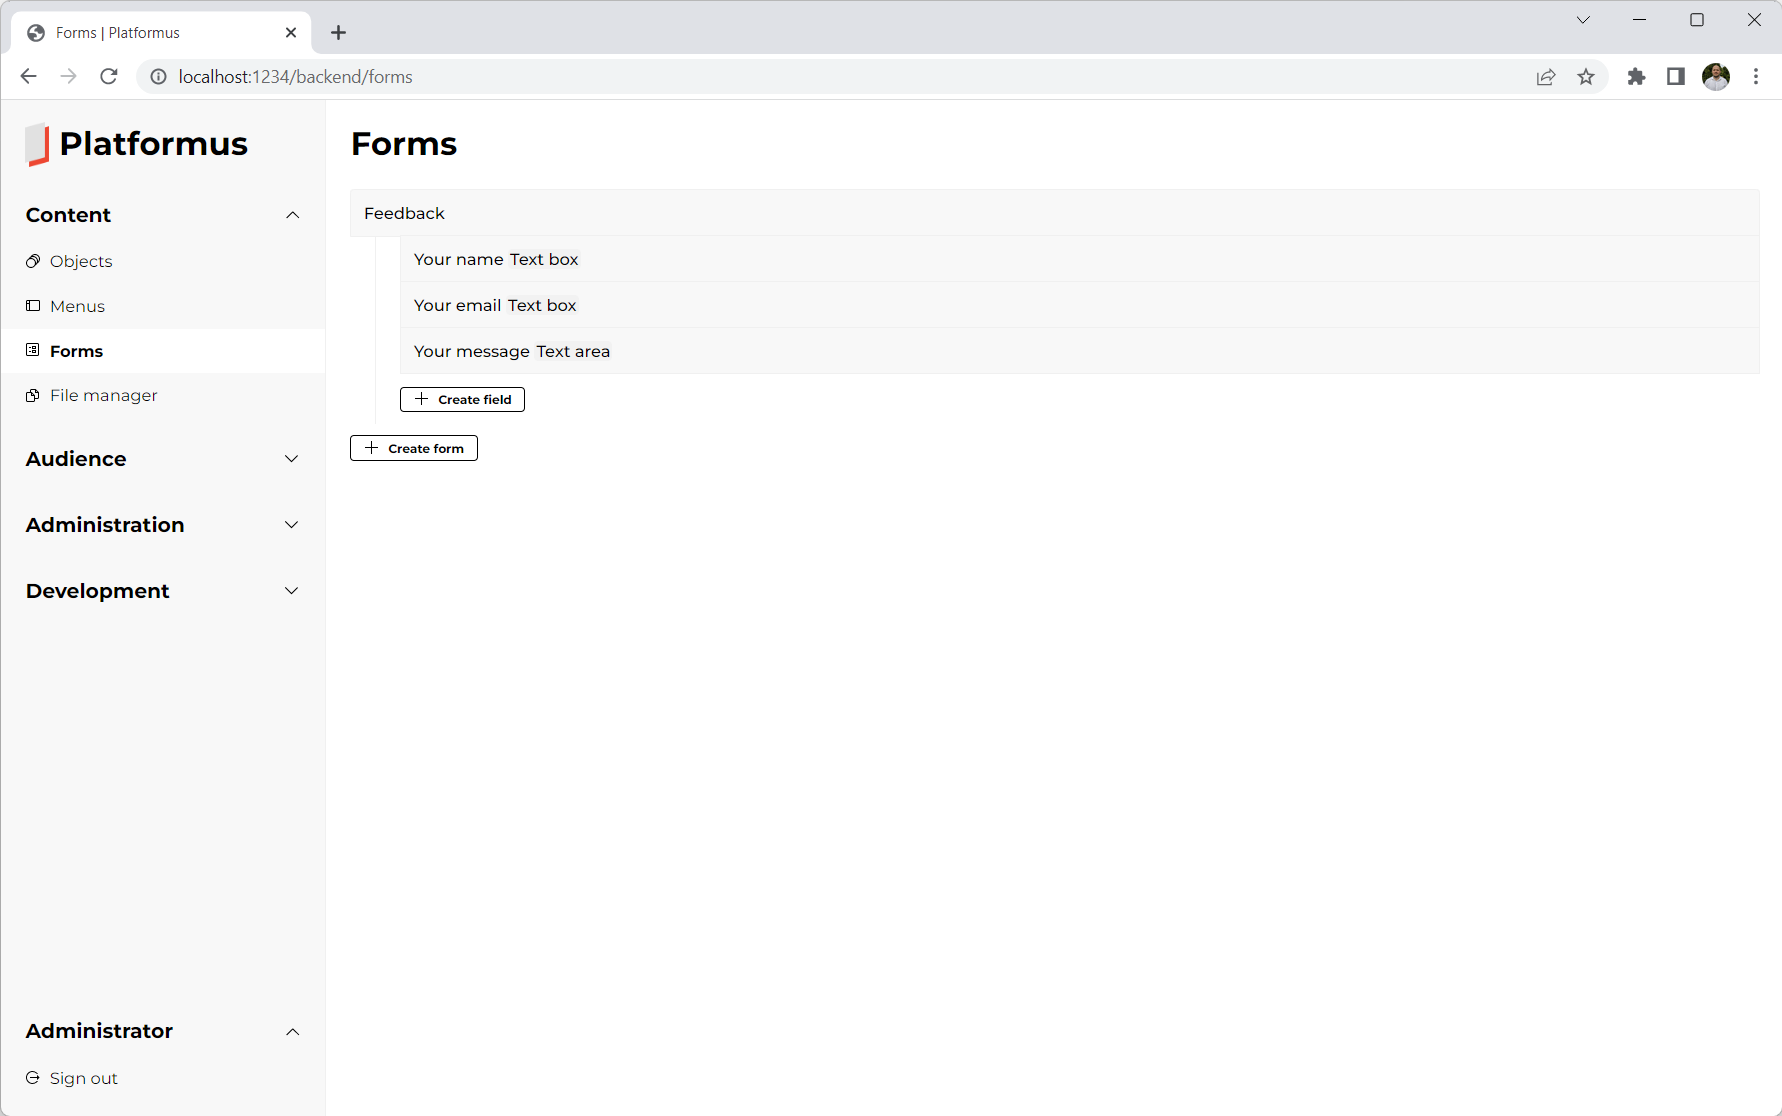 Forms | Platformus
localhost:1234/backend/forms
Platformus
Content
Objects
Menus
Forms
File manager
Audience
Administration
Development
Administrator
Sign out
Forms
Feedback
Your name Text box
Your email Text box
Your message Text area
Create field
Create form